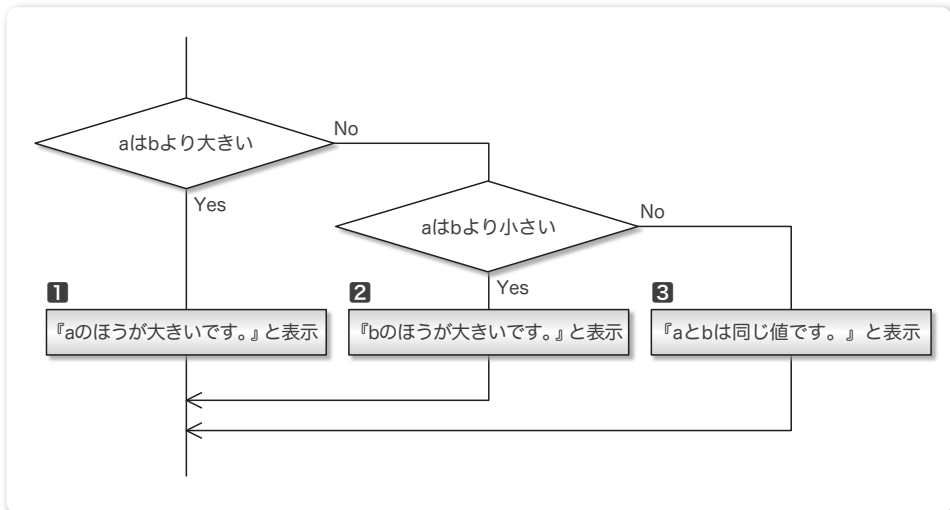 aはbより大きい
No
Yes
aはbより小さい
No
Yes
1
『aのほうが大きいです。』と表示
2
『bのほうが大きいです。』と表示
3
『aとbは同じ値です。』と表示